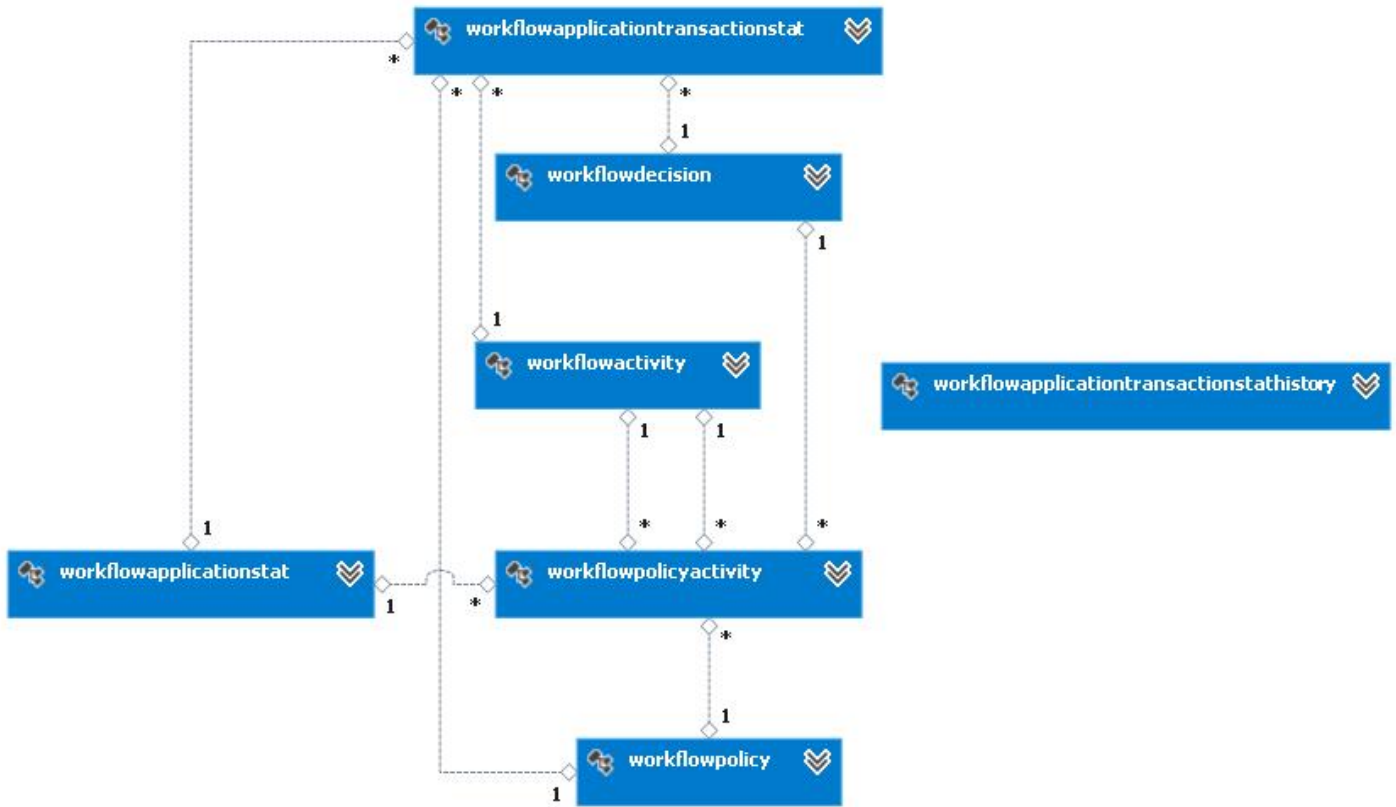 workflowapplicationtransactionstat
*
* * *
1
workflowdecision
1
1
workflowactivity
workflowapplicationtransactionstathistory
1 1
* * *
1
workflowapplicationstat
workflowpolicyactivity
1 *
*
1
workflowpolicy
1